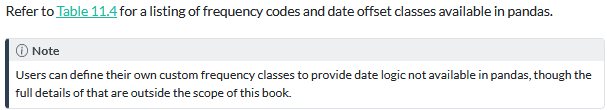 Refer to Table 11.4 for a listing of frequency codes and date offset classes available in pandas.
Note
Users can define their own custom frequency classes to provide date logic not available in pandas, though the
full details of that are outside the scope of this book.